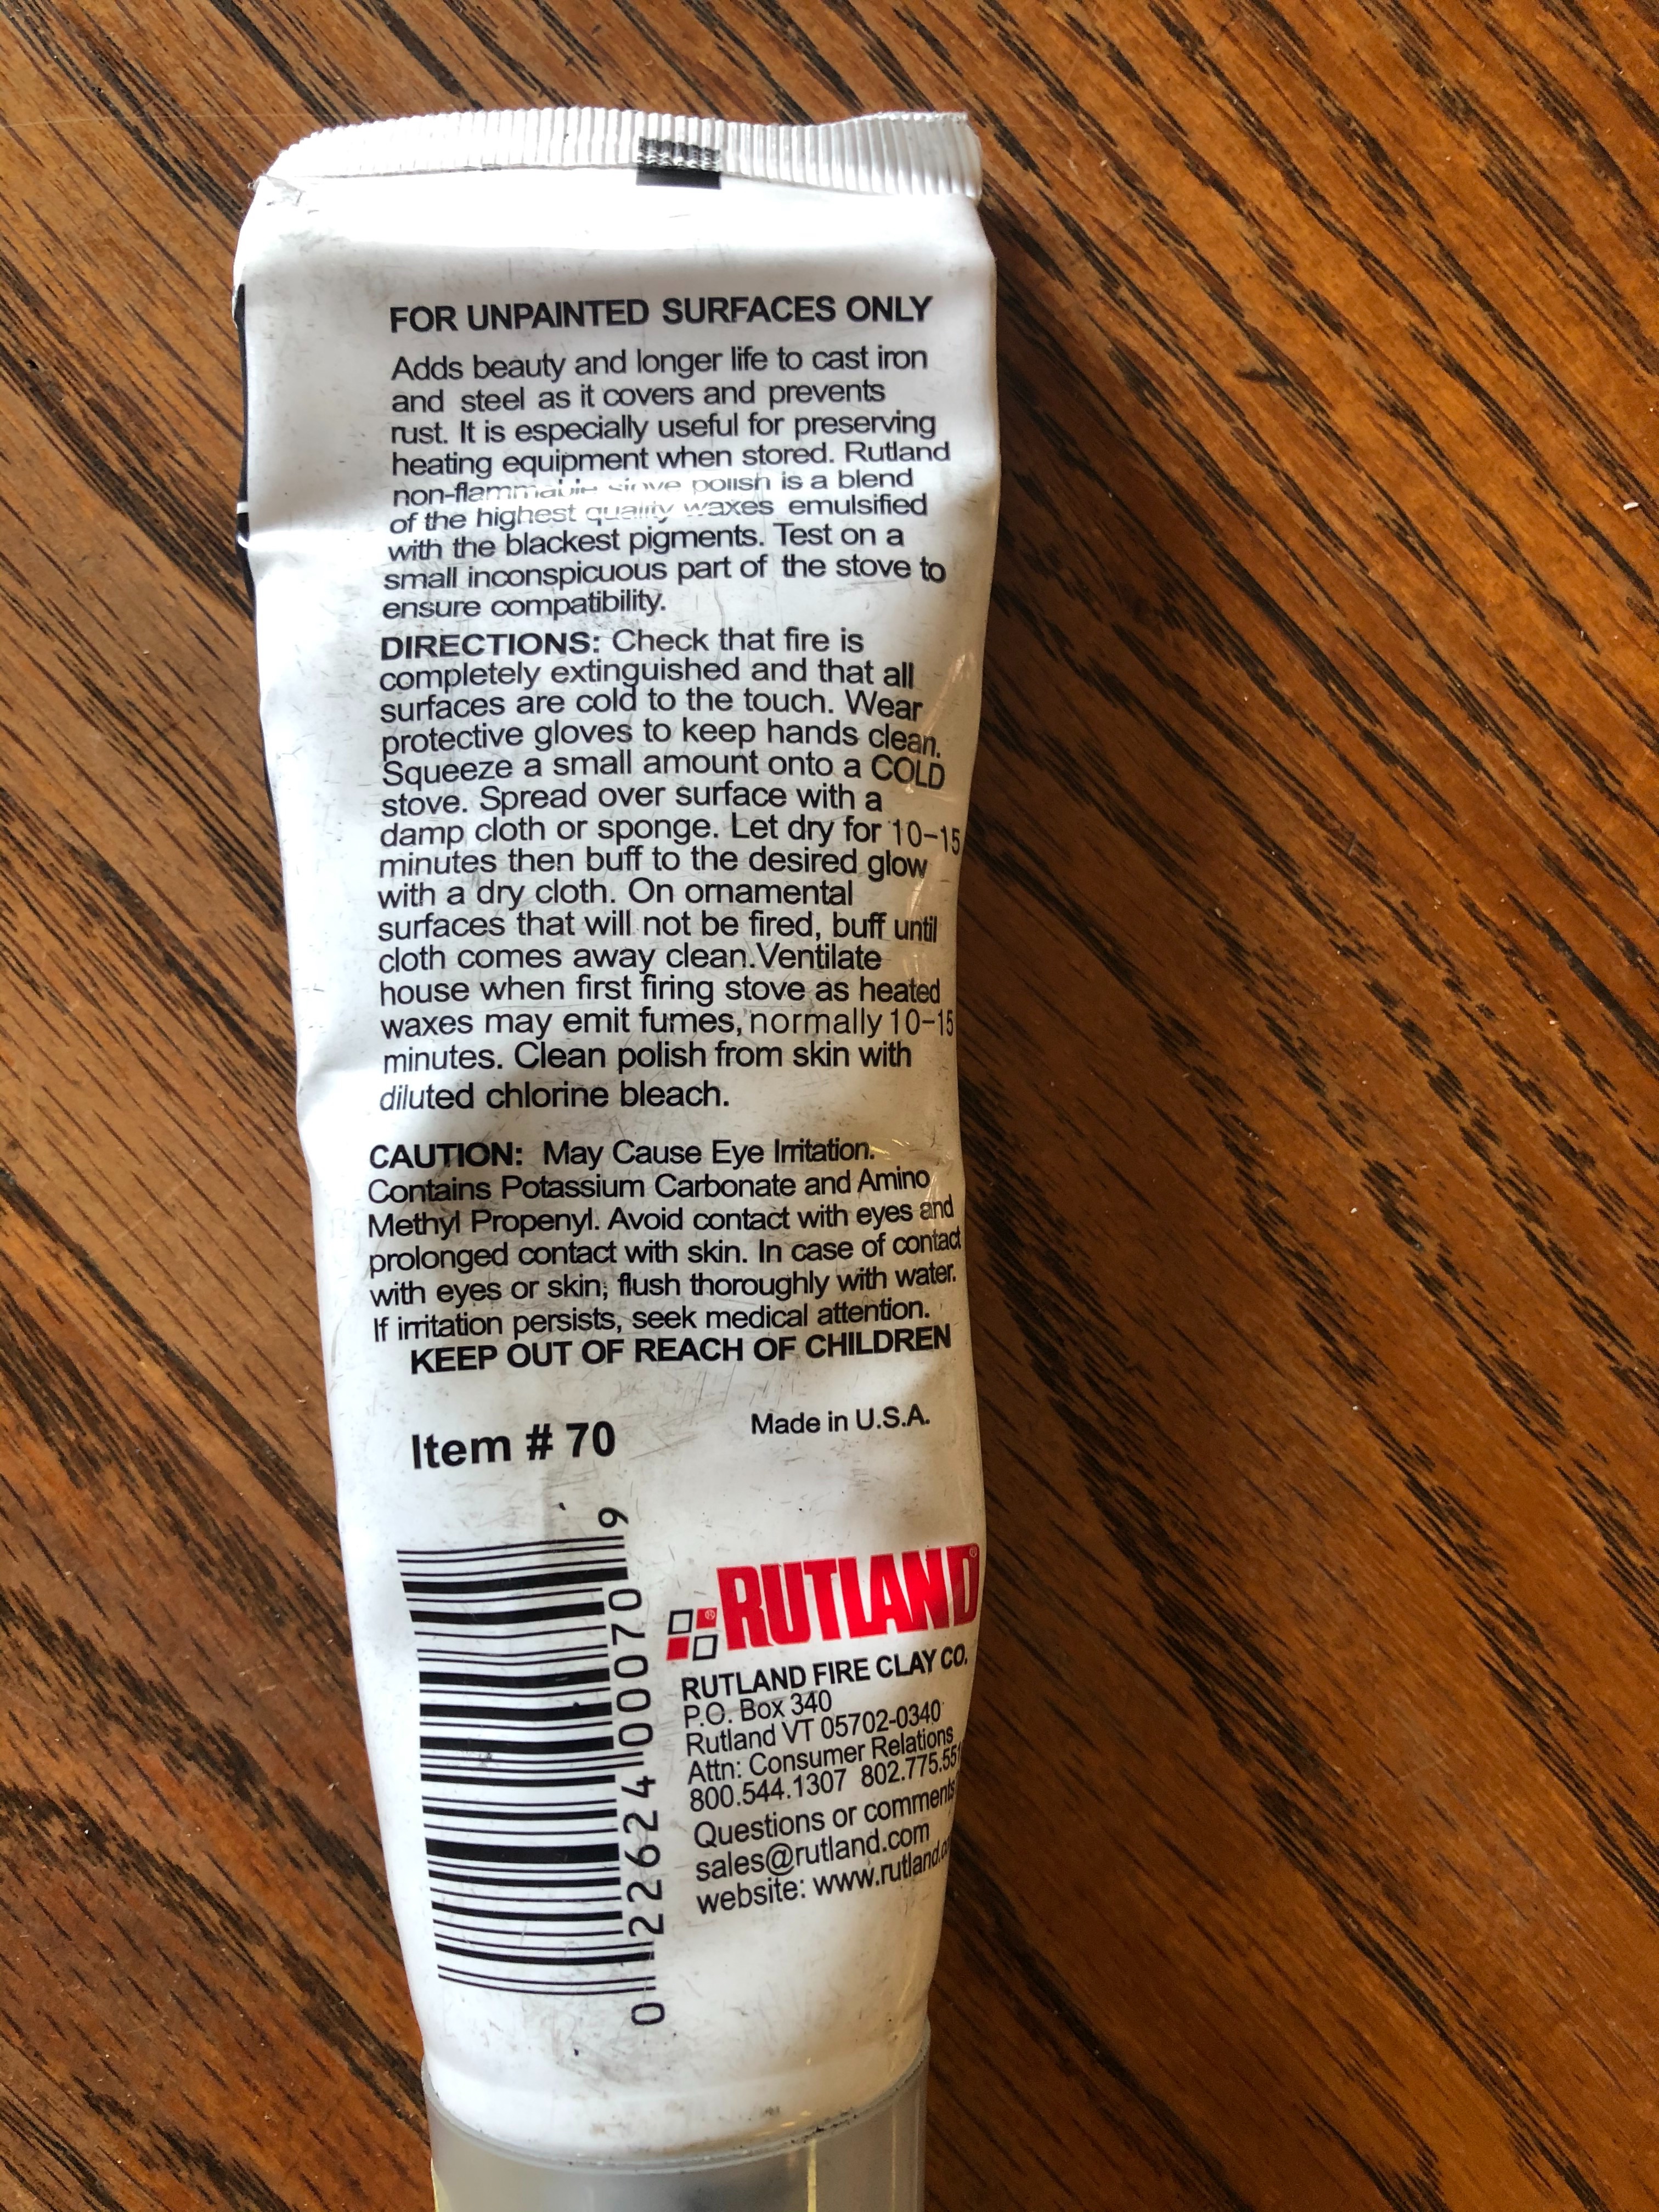 FOR UNPAINTED SURFACES ONLY
Adds beauty and longer life to cast iron
and steel as it covers and prevents
rust. It is especially useful for preserving
heating equipment when stored. Rutland
non-flammable stove polish is a blend
of the highest quality waxes emulsified
with the blackest pigments. Test on a
small inconspicuous part of the stove to
ensure compatibility.
DIRECTIONS: Check that fire is
completely extinguished and that all
surfaces are cold to the touch. Wear
protective gloves to keep hands clean.
Squeeze a small amount onto a COLD
stove. Spread over surface with a
damp cloth or sponge. Let dry for 10-15
minutes then buff to the desired glow
with a dry cloth. On ornamental
surfaces that will not be fired, buff until
cloth comes away clean.Ventilate
house when first firing stove as heated
waxes may emit fumes, normally 10-15
minutes. Clean polish from skin with
diluted chlorine bleach.
CAUTION: May Cause Eye Irritation.
Contains Potassium Carbonate and Amino
Methyl Propenyl. Avoid contact with eyes and
prolonged contact with skin. In case of contact
with eyes or skin, flush thoroughly with water.
If irritation persists, seek medical attention.
KEEP OUT OF REACH OF CHILDREN
Item # 70
Made in U.S.A.
0 22624 00070 9
RUTLAND®
RUTLAND FIRE CLAY CO.
P.O. Box 340
Rutland VT 05702-0340
Attn: Consumer Relations
800.544.1307 802.775.55
Questions or comments
sales@rutland.com
website: www.rutland.c